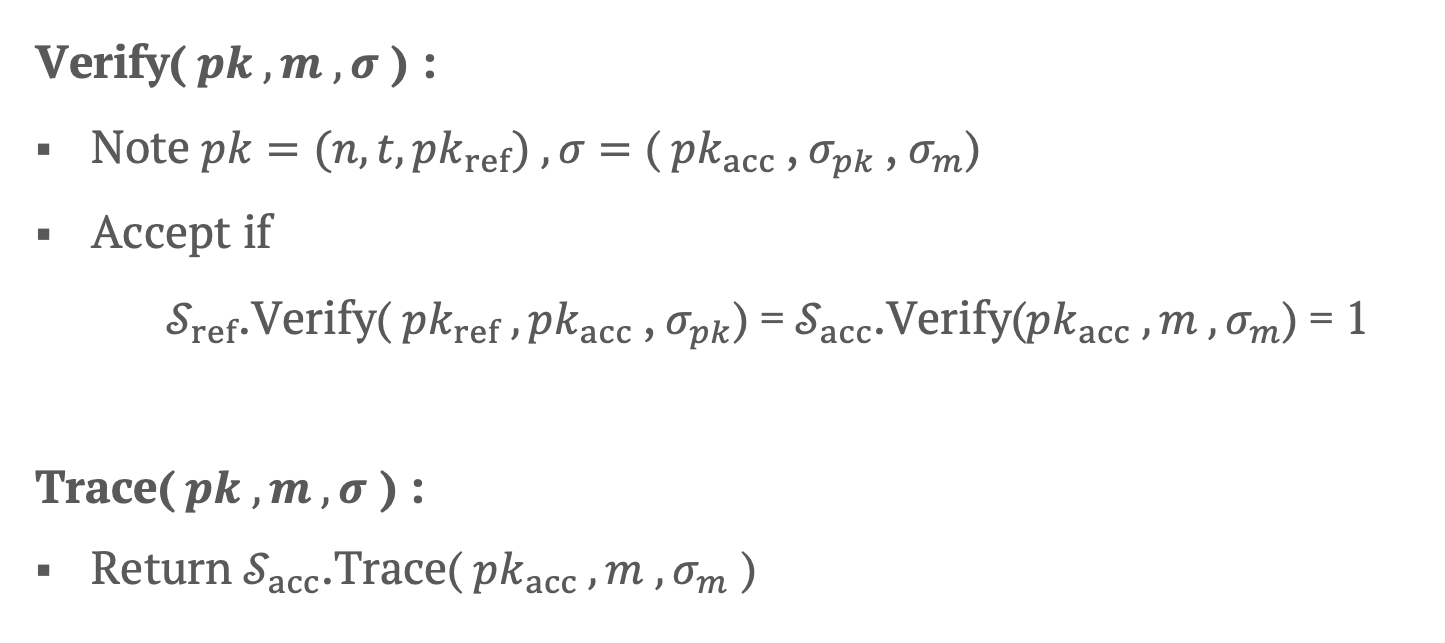 Verify( pk , m , σ ) :
▪ Note pk = (n, t, pk_ref) , σ = ( pk_acc , σ_pk , σ_m)
▪ Accept if
𝒮_ref.Verify( pk_ref , pk_acc , σ_pk) = 𝒮_acc.Verify(pk_acc , m , σ_m) = 1
Trace( pk , m , σ ) :
▪ Return 𝒮_acc.Trace( pk_acc , m , σ_m )